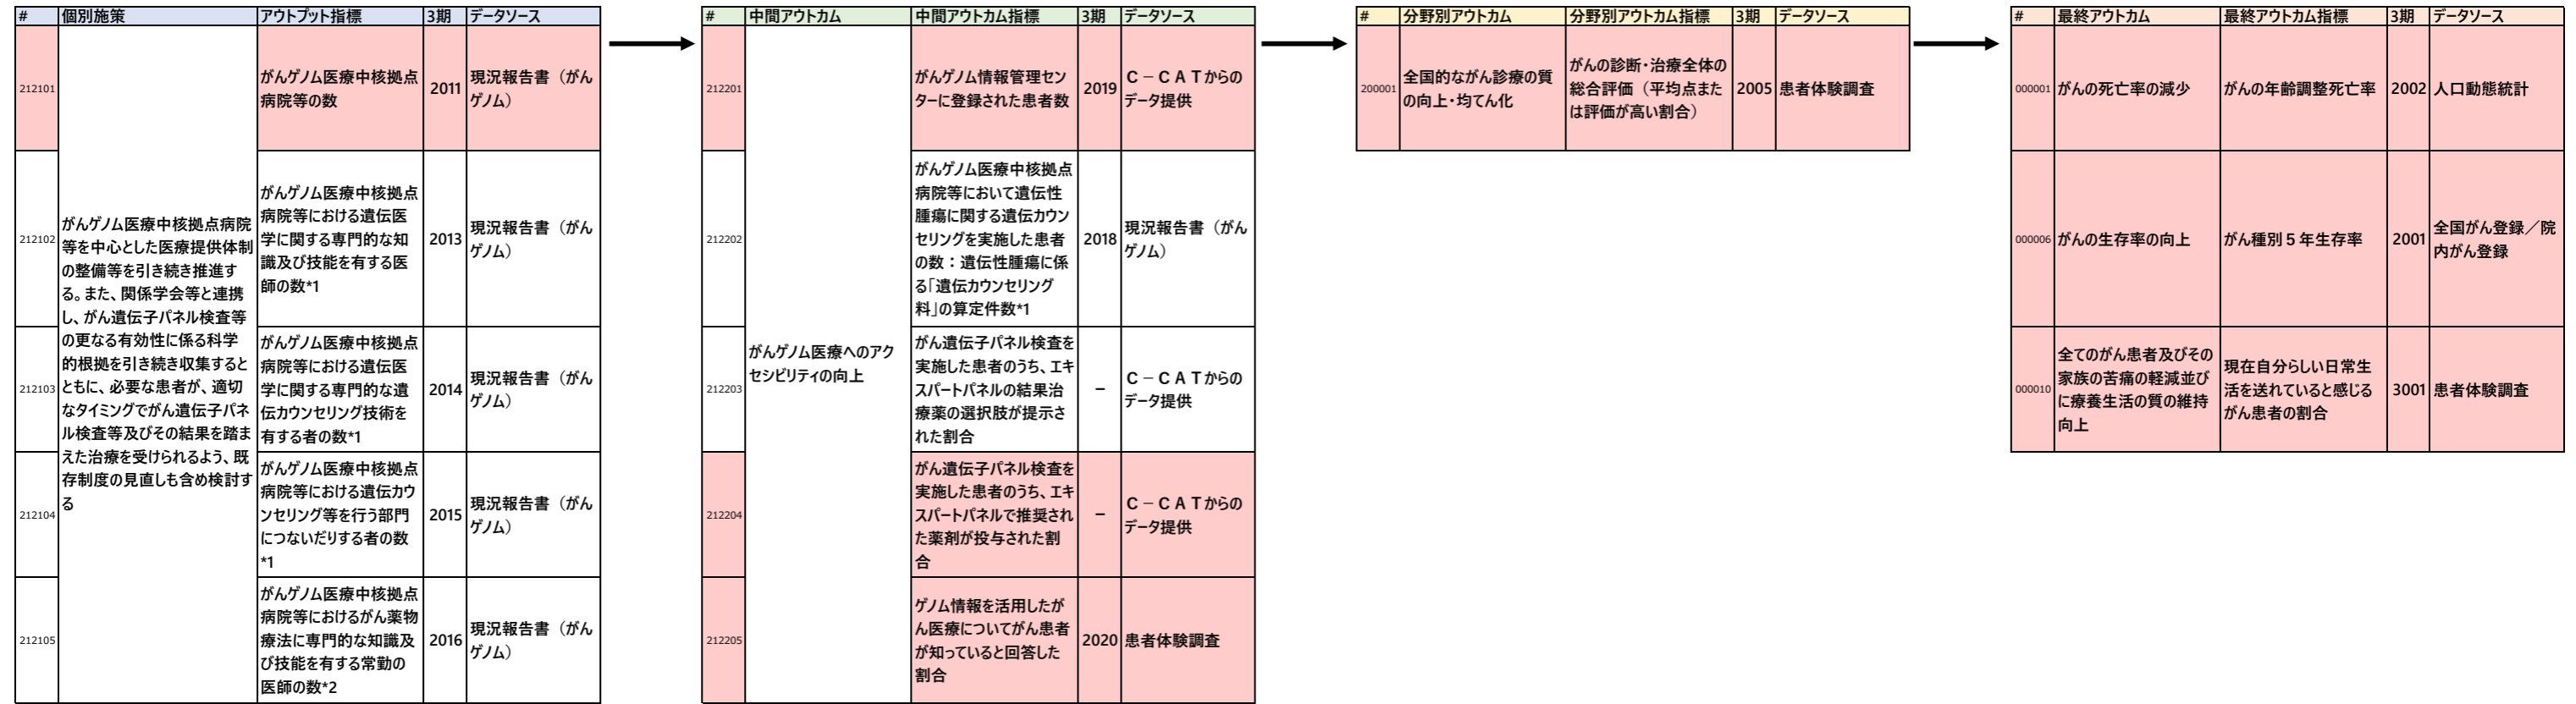 # 個別施策 アウトプット指標 3期 データソース
212101
がんゲノム医療中核拠点
病院等の数
2011
現況報告書（がん
ゲノム）
212102
がんゲノム医療中核拠点病院
等を中心とした医療提供体制
の整備等を引き続き推進す
る。また、関係学会等と連携
し、がん遺伝子パネル検査等
の更なる有効性に係る科学
的根拠を引き続き収集すると
ともに、必要な患者が、適切
なタイミングでがん遺伝子パネ
ル検査等及びその結果を踏ま
えた治療を受けられるよう、既
存制度の見直しも含め検討す
る
がんゲノム医療中核拠点
病院等における遺伝医
学に関する専門的な知
識及び技能を有する医
師の数*1
2013
現況報告書（がん
ゲノム）
212103
がんゲノム医療中核拠点
病院等における遺伝医
学に関する専門的な遺
伝カウンセリング技術を
有する者の数*1
2014
現況報告書（がん
ゲノム）
212104
がんゲノム医療中核拠点
病院等における遺伝カウ
ンセリング等を行う部門
につないだりする者の数
*1
2015
現況報告書（がん
ゲノム）
212105
がんゲノム医療中核拠点
病院等におけるがん薬物
療法に専門的な知識及
び技能を有する常勤の
医師の数*2
2016
現況報告書（がん
ゲノム）
# 中間アウトカム 中間アウトカム指標 3期 データソース
212201
がんゲノム情報管理セン
ターに登録された患者数
2019
Ｃ－ＣＡＴからの
データ提供
212202
がんゲノム医療中核拠点
病院等において遺伝性
腫瘍に関する遺伝カウン
セリングを実施した患者
の数：遺伝性腫瘍に係
る「遺伝カウンセリング
料」の算定件数*1
2018
現況報告書（がん
ゲノム）
212203
がんゲノム医療へのアク
セシビリティの向上
がん遺伝子パネル検査を
実施した患者のうち、エキ
スパートパネルの結果治
療薬の選択肢が提示さ
れた割合
－
Ｃ－ＣＡＴからの
データ提供
212204
がん遺伝子パネル検査を
実施した患者のうち、エキ
スパートパネルで推奨され
た薬剤が投与された割
合
－
Ｃ－ＣＡＴからの
データ提供
212205
ゲノム情報を活用したが
ん医療についてがん患者
が知っていると回答した
割合
2020
患者体験調査
# 分野別アウトカム 分野別アウトカム指標 3期 データソース
200001
全国的ながん診療の質
の向上・均てん化
がんの診断・治療全体の
総合評価（平均点また
は評価が高い割合）
2005
患者体験調査
# 最終アウトカム 最終アウトカム指標 3期 データソース
000001
がんの死亡率の減少
がんの年齢調整死亡率
2002
人口動態統計
000006
がんの生存率の向上
がん種別５年生存率
2001
全国がん登録／院
内がん登録
000010
全てのがん患者及びその
家族の苦痛の軽減並び
に療養生活の質の維持
向上
現在自分らしい日常生
活を送れていると感じる
がん患者の割合
3001
患者体験調査